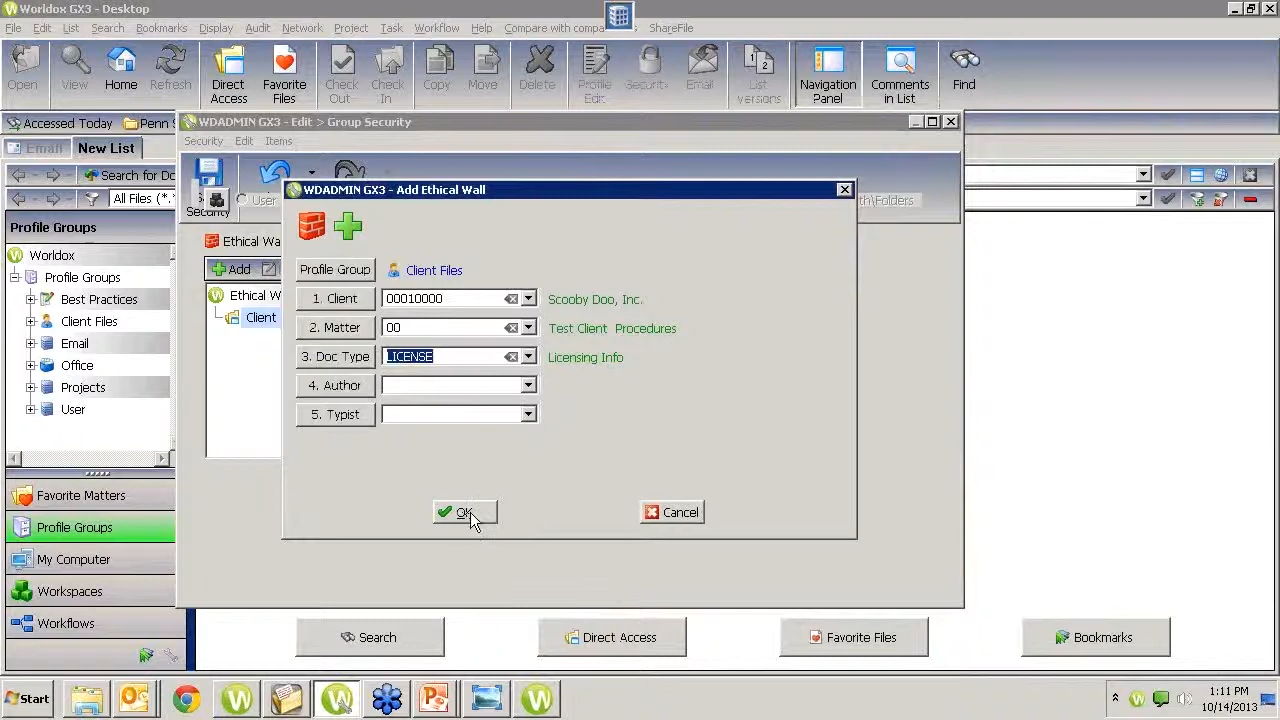 Worldox GX3 - Desktop
File Edit List Search Bookmarks Display Audit Network Project Task Workflow Help Compare with compa ShareFile
Open View Home Refresh Direct Access Favorite Files Check Out Check In Copy Move Delete Profile Edit Security Email List Versions Navigation Panel Comments in List Find
Accessed Today Penn S
WDADMIN GX3 - Edit > Group Security
Email New List
Security Edit Items
Search for Do
All Files (*.
Security
User
th\Folders
WDADMIN GX3 - Add Ethical Wall
Profile Groups
Worldox
Profile Groups
Best Practices
Client Files
Email
Office
Projects
User
Ethical Wa
Add
Ethical W
Client
Profile Group Client Files
1. Client 00010000 Scooby Doo, Inc.
2. Matter 00 Test Client Procedures
3. Doc Type LICENSE Licensing Info
4. Author
5. Typist
OK Cancel
Favorite Matters
Profile Groups
My Computer
Workspaces
Workflows
Search Direct Access Favorite Files Bookmarks
Start
1:11 PM
10/14/2013